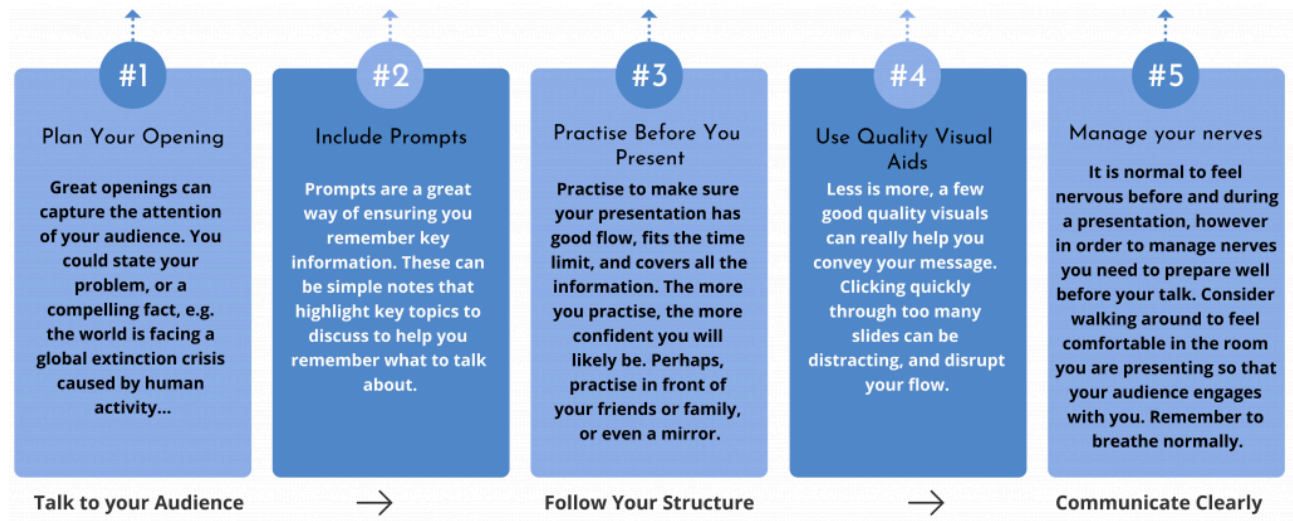 #1
Plan Your Opening
Great openings can
capture the attention
of your audience. You
could state your
problem, or a
compelling fact, e.g.
the world is facing a
global extinction crisis
caused by human
activity...
#2
Include Prompts
Prompts are a great
way of ensuring you
remember key
information. These can
be simple notes that
highlight key topics to
discuss to help you
remember what to talk
about.
#3
Practise Before You
Present
Practise to make sure
your presentation has
good flow, fits the time
limit, and covers all the
information. The more
you practise, the more
confident you will
likely be. Perhaps,
practise in front of
your friends or family,
or even a mirror.
#4
Use Quality Visual
Aids
Less is more, a few
good quality visuals
can really help you
convey your message.
Clicking quickly
through too many
slides can be
distracting, and disrupt
your flow.
#5
Manage your nerves
It is normal to feel
nervous before and during
a presentation, however
in order to manage nerves
you need to prepare well
before your talk. Consider
walking around to feel
comfortable in the room
you are presenting so that
your audience engages
with you. Remember to
breathe normally.
Talk to your Audience
Follow Your Structure
Communicate Clearly